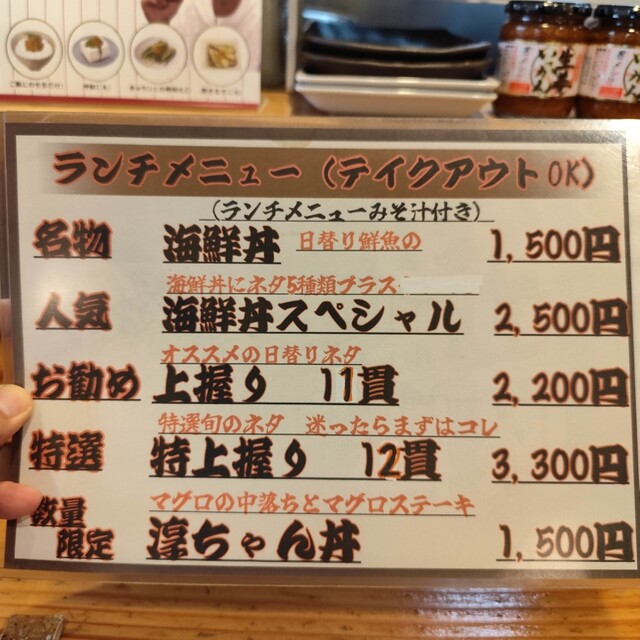 ランチメニュー（テイクアウトOK）
（ランチメニューみそ汁付き）
名物 海鮮丼 日替り鮮魚の 1,500円
海鮮丼にネタ5種類プラス
人気 海鮮丼スペシャル 2,500円
オススメの日替りネタ
お勧め 上握り 11貫 2,200円
特選旬のネタ 迷ったらまずはコレ
特選 特上握り 12貫 3,300円
マグロの中落ちとマグロステーキ
数量限定 淳ちゃん丼 1,500円